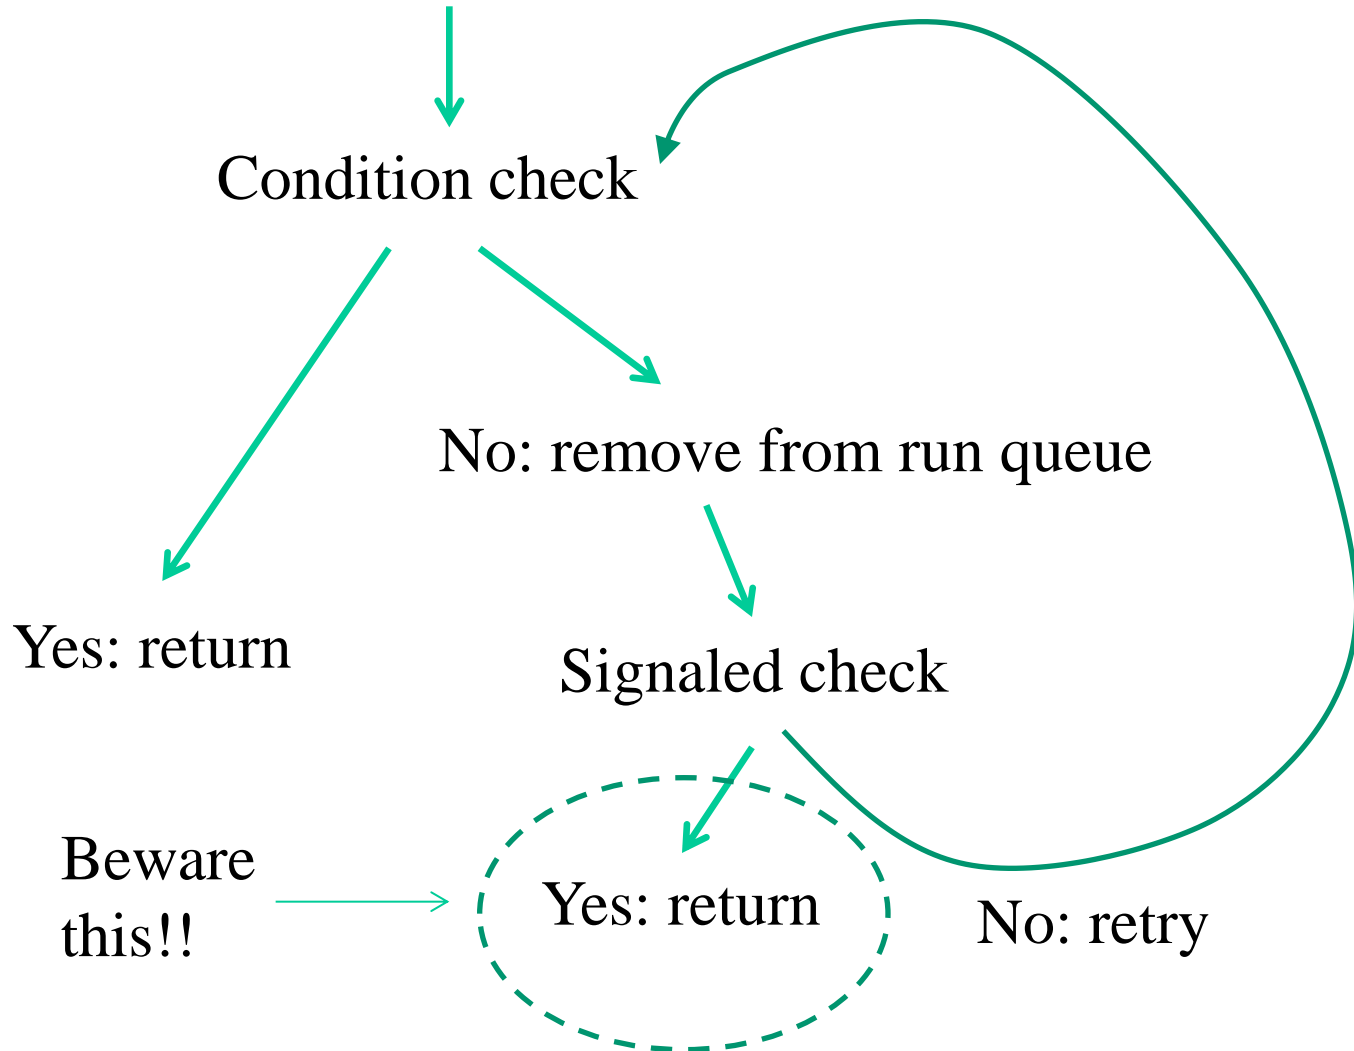 Condition check
No: remove from run queue
Yes: return
Signaled check
Beware
this!!
Yes: return
No: retry